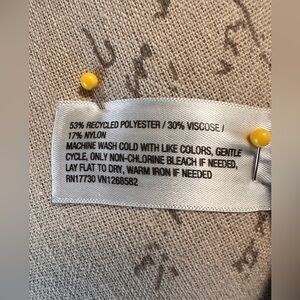 53% RECYCLED POLYESTER / 30% VISCOSE /
17% NYLON
MACHINE WASH COLD WITH LIKE COLORS, GENTLE
CYCLE, ONLY NON-CHLORINE BLEACH IF NEEDED,
LAY FLAT TO DRY, WARM IRON IF NEEDED
RN17730 VN1268582